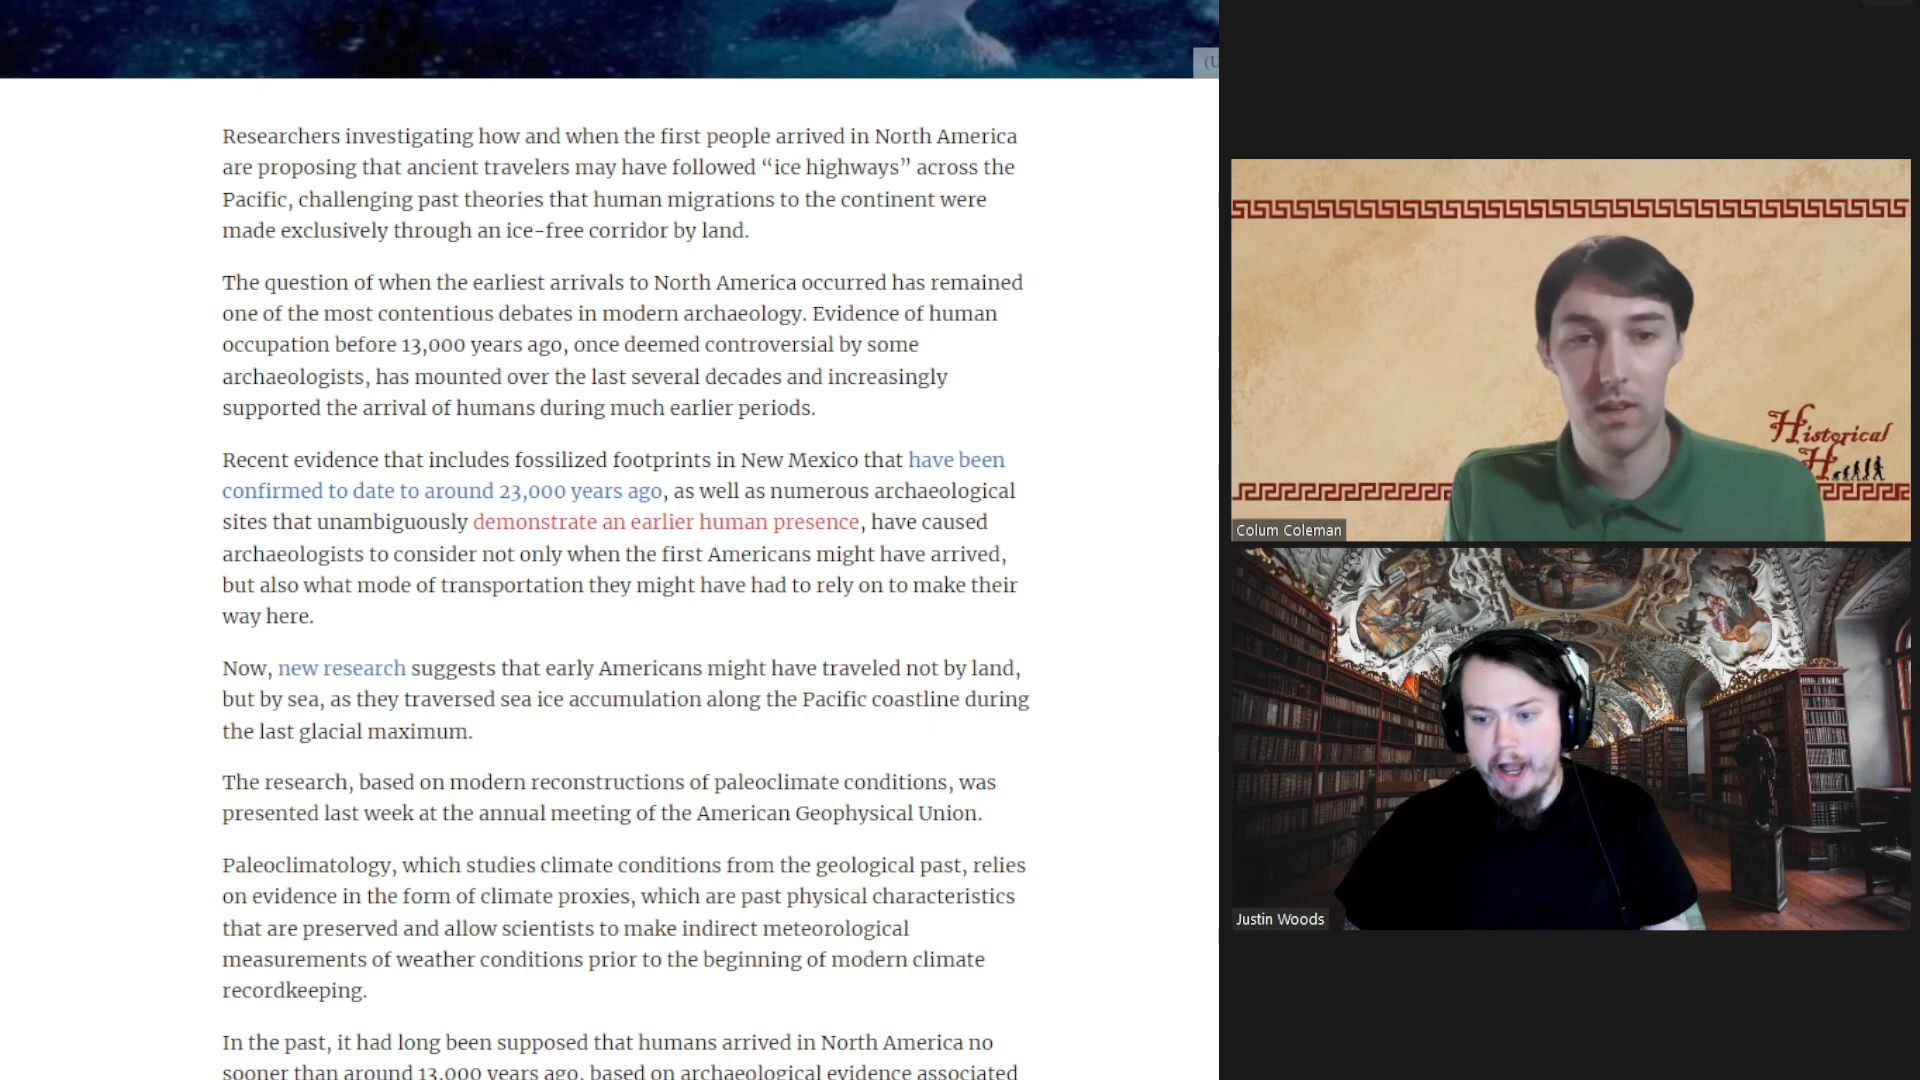 (U
Researchers investigating how and when the first people arrived in North America
are proposing that ancient travelers may have followed “ice highways” across the
Pacific, challenging past theories that human migrations to the continent were
made exclusively through an ice-free corridor by land.
The question of when the earliest arrivals to North America occurred has remained
one of the most contentious debates in modern archaeology. Evidence of human
occupation before 13,000 years ago, once deemed controversial by some
archaeologists, has mounted over the last several decades and increasingly
supported the arrival of humans during much earlier periods.
Recent evidence that includes fossilized footprints in New Mexico that have been
confirmed to date to around 23,000 years ago, as well as numerous archaeological
sites that unambiguously demonstrate an earlier human presence, have caused
archaeologists to consider not only when the first Americans might have arrived,
but also what mode of transportation they might have had to rely on to make their
way here.
Now, new research suggests that early Americans might have traveled not by land,
but by sea, as they traversed sea ice accumulation along the Pacific coastline during
the last glacial maximum.
The research, based on modern reconstructions of paleoclimate conditions, was
presented last week at the annual meeting of the American Geophysical Union.
Paleoclimatology, which studies climate conditions from the geological past, relies
on evidence in the form of climate proxies, which are past physical characteristics
that are preserved and allow scientists to make indirect meteorological
measurements of weather conditions prior to the beginning of modern climate
recordkeeping.
In the past, it had long been supposed that humans arrived in North America no
sooner than around 13,000 years ago, based on archaeological evidence associated
Historical
H
Colum Coleman
Justin Woods